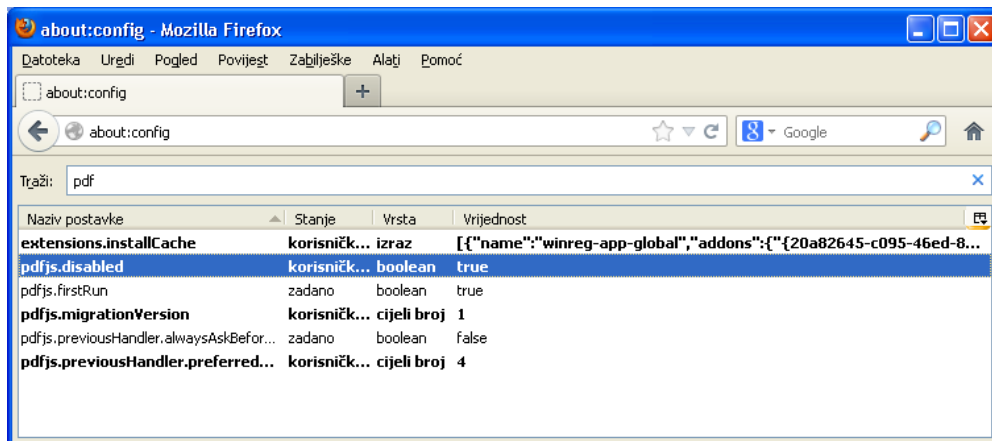 about:config - Mozilla Firefox
Datoteka Uredi Pogled Povijest Zabilješke Alati Pomoć
about:config
about:config Google
Traži: pdf
Naziv postavke Stanje Vrsta Vrijednost
extensions.installCache korisničk... izraz [{"name":"winreg-app-global","addons":{"{20a82645-c095-46ed-8...
pdfjs.disabled korisničk... boolean true
pdfjs.firstRun zadano boolean true
pdfjs.migrationVersion korisničk... cijeli broj 1
pdfjs.previousHandler.alwaysAskBefor... zadano boolean false
pdfjs.previousHandler.preferred... korisničk... cijeli broj 4